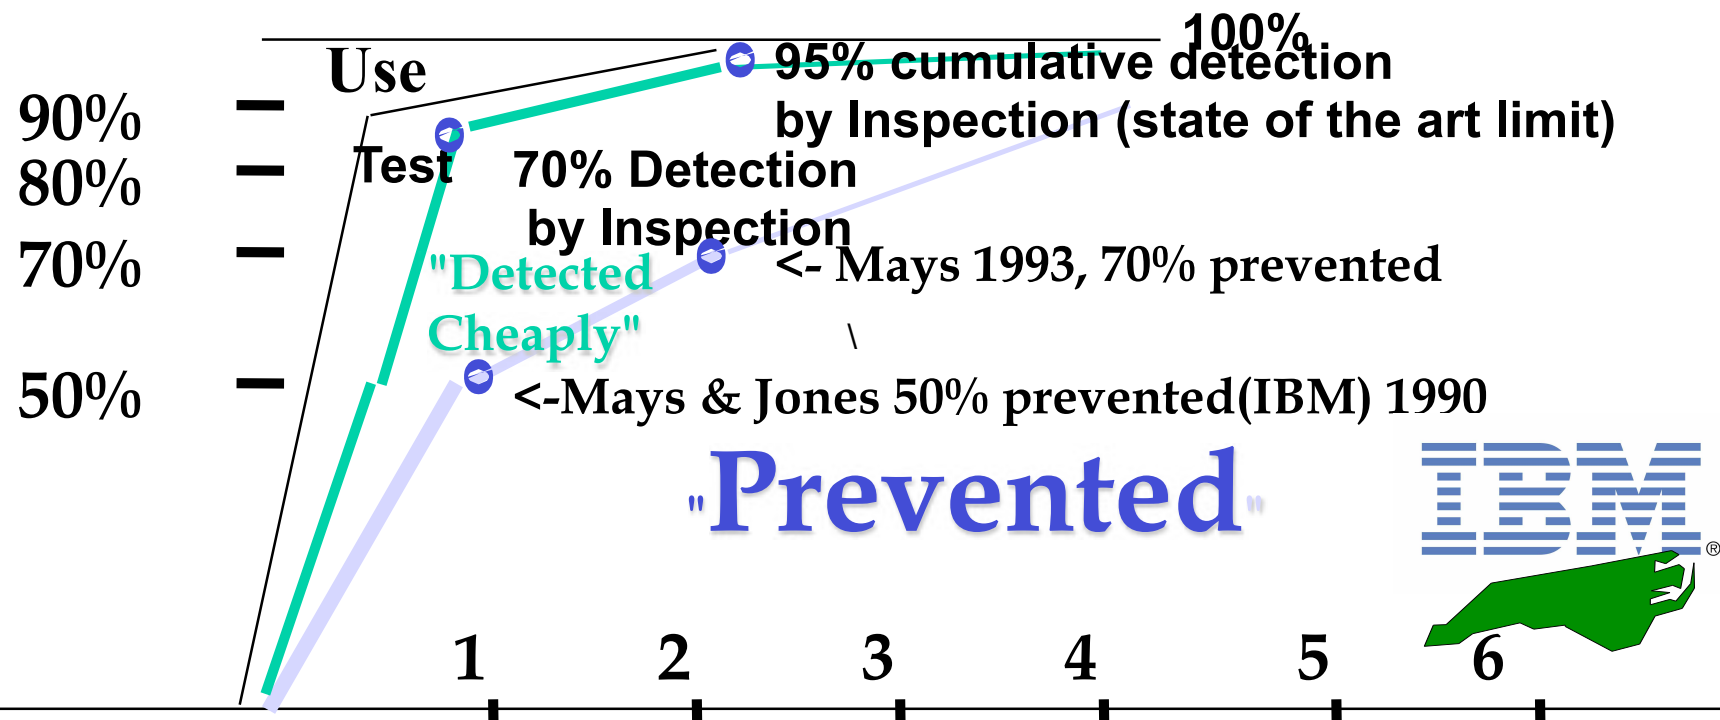 100%
Use
95% cumulative detection
by Inspection (state of the art limit)
90%
Test
70% Detection
by Inspection
80%
70%
"Detected
Cheaply"
<- Mays 1993, 70% prevented
\
50%
<-Mays & Jones 50% prevented(IBM) 1990
"Prevented"
IBM®
1 2 3 4 5 6